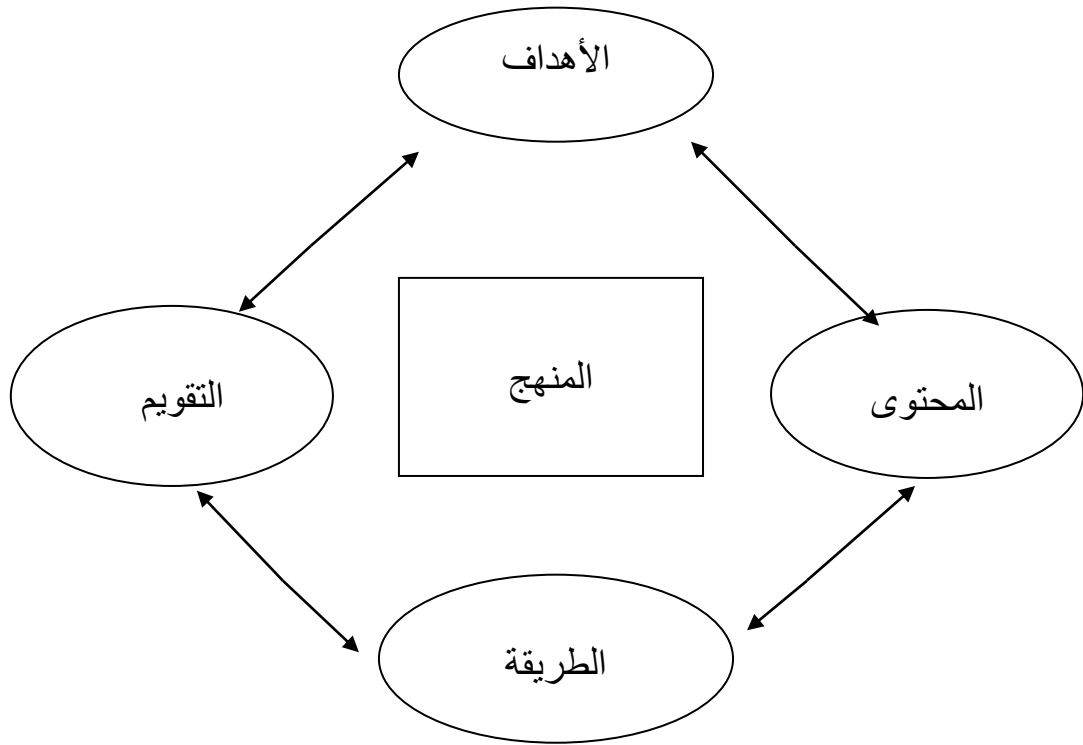 الأهداف
المحتوى
المنهج
التقويم
الطريقة